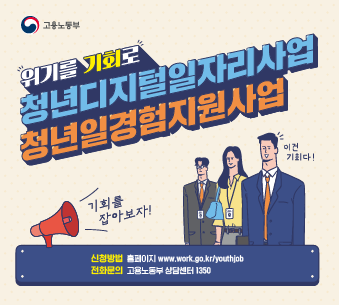 고용노동부
위기를 기회로
청년디지털일자리사업
청년일경험지원사업
이건
기회다!
기회를
잡아보자!
신청방법 홈페이지 www.work.go.kr/youthjob
전화문의 고용노동부 상담센터 1350